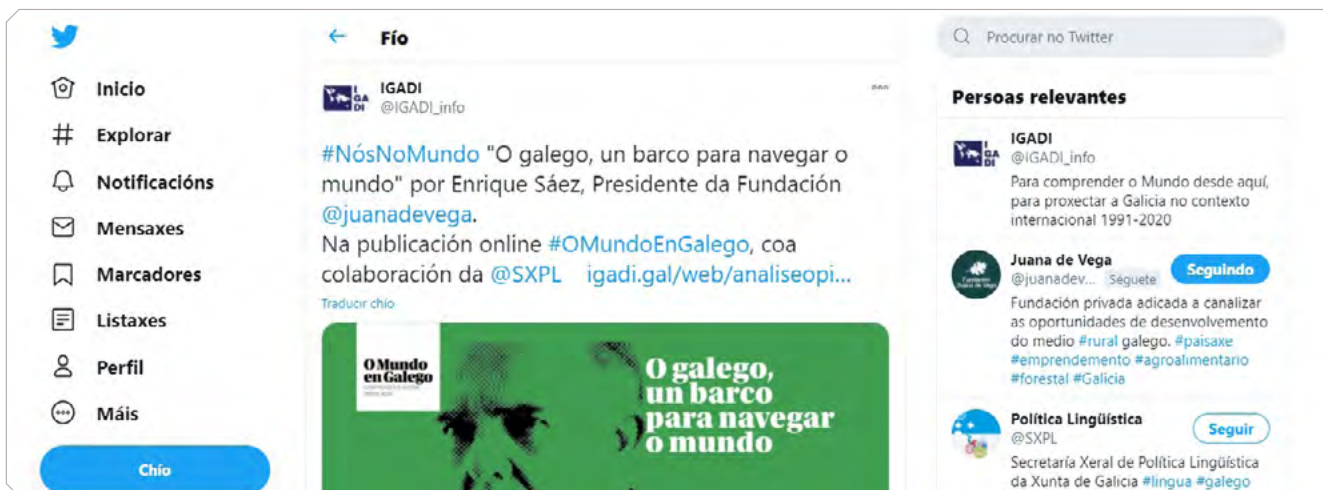 Inicio
Explorar
Notificacións
Mensaxes
Marcadores
Listaxes
Perfil
Máis
Chío
Fío
IGADI
IGADI
@IGADI_info
#NósNoMundo "O galego, un barco para navegar o
mundo" por Enrique Sáez, Presidente da Fundación
@juanadevega.
Na publicación online #OMundoEnGalego, coa
colaboración da @SXPL igadi.gal/web/analiseopi...
Traducir chío
O Mundo
en Galego
O galego,
un barco
para navegar
o mundo
Procurar no Twitter
Persoas relevantes
IGADI
IGADI
@IGADI_info
Para comprender o Mundo desde aquí,
para proxectar a Galicia no contexto
internacional 1991-2020
Juana de Vega
@juanadev... Séguete
Seguindo
Fundación privada adicada a canalizar
as oportunidades de desenvolvemento
do medio #rural galego. #paisaxe
#emprendemento #agroalimentario
#forestal #Galicia
Política Lingüística
@SXPL
Seguir
Secretaría Xeral de Política Lingüística
da Xunta de Galicia #lingua #galego